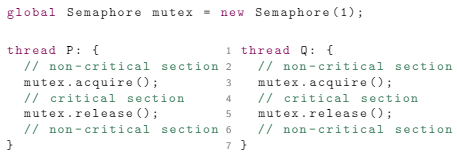 global Semaphore mutex = new Semaphore(1);
thread P: { 1 thread Q: {
// non-critical section 2 // non-critical section
mutex.acquire(); 3 mutex.acquire();
// critical section 4 // critical section
mutex.release(); 5 mutex.release();
// non-critical section 6 // non-critical section
} 7 }